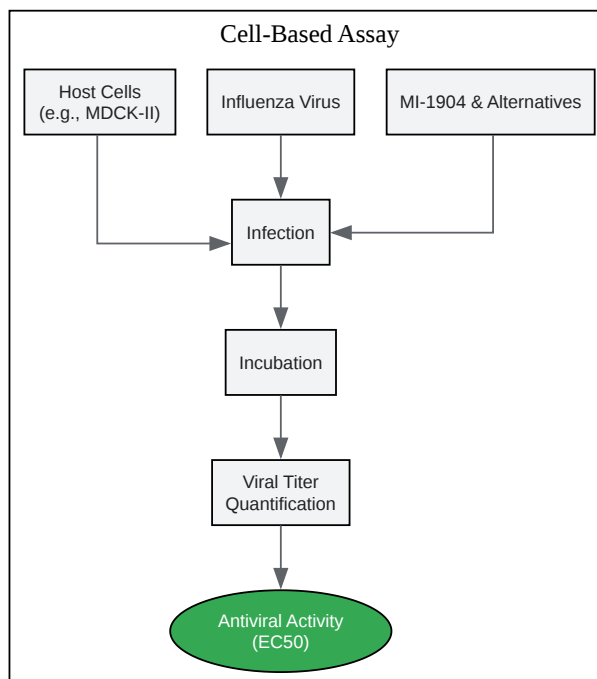 Cell-Based Assay
Host Cells
(e.g., MDCK-II)
Influenza Virus
MI-1904 & Alternatives
Infection
Incubation
Viral Titer
Quantification
Antiviral Activity
(EC50)